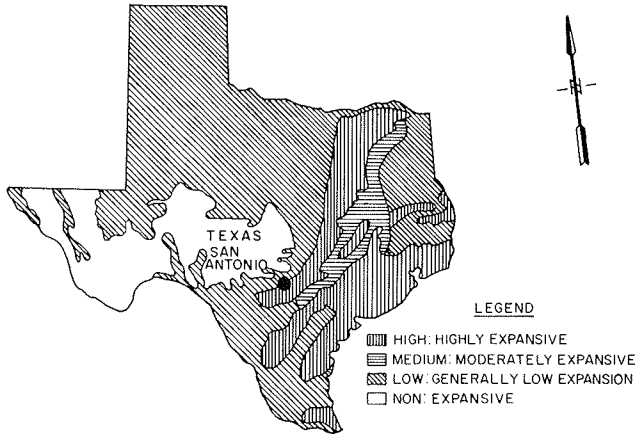 TEXAS
SAN
ANTONIO
N
LEGEND
HIGH: HIGHLY EXPANSIVE
MEDIUM: MODERATELY EXPANSIVE
LOW: GENERALLY LOW EXPANSION
NON: EXPANSIVE